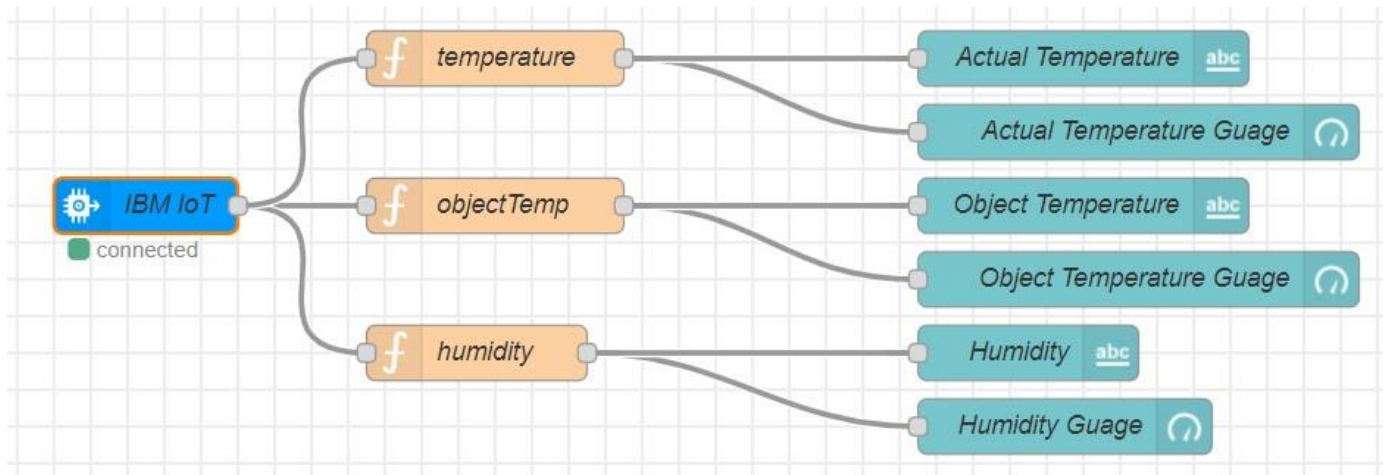 temperature
Actual Temperature abc
Actual Temperature Guage
IBM IoT
connected
objectTemp
Object Temperature abc
Object Temperature Guage
humidity
Humidity abc
Humidity Guage